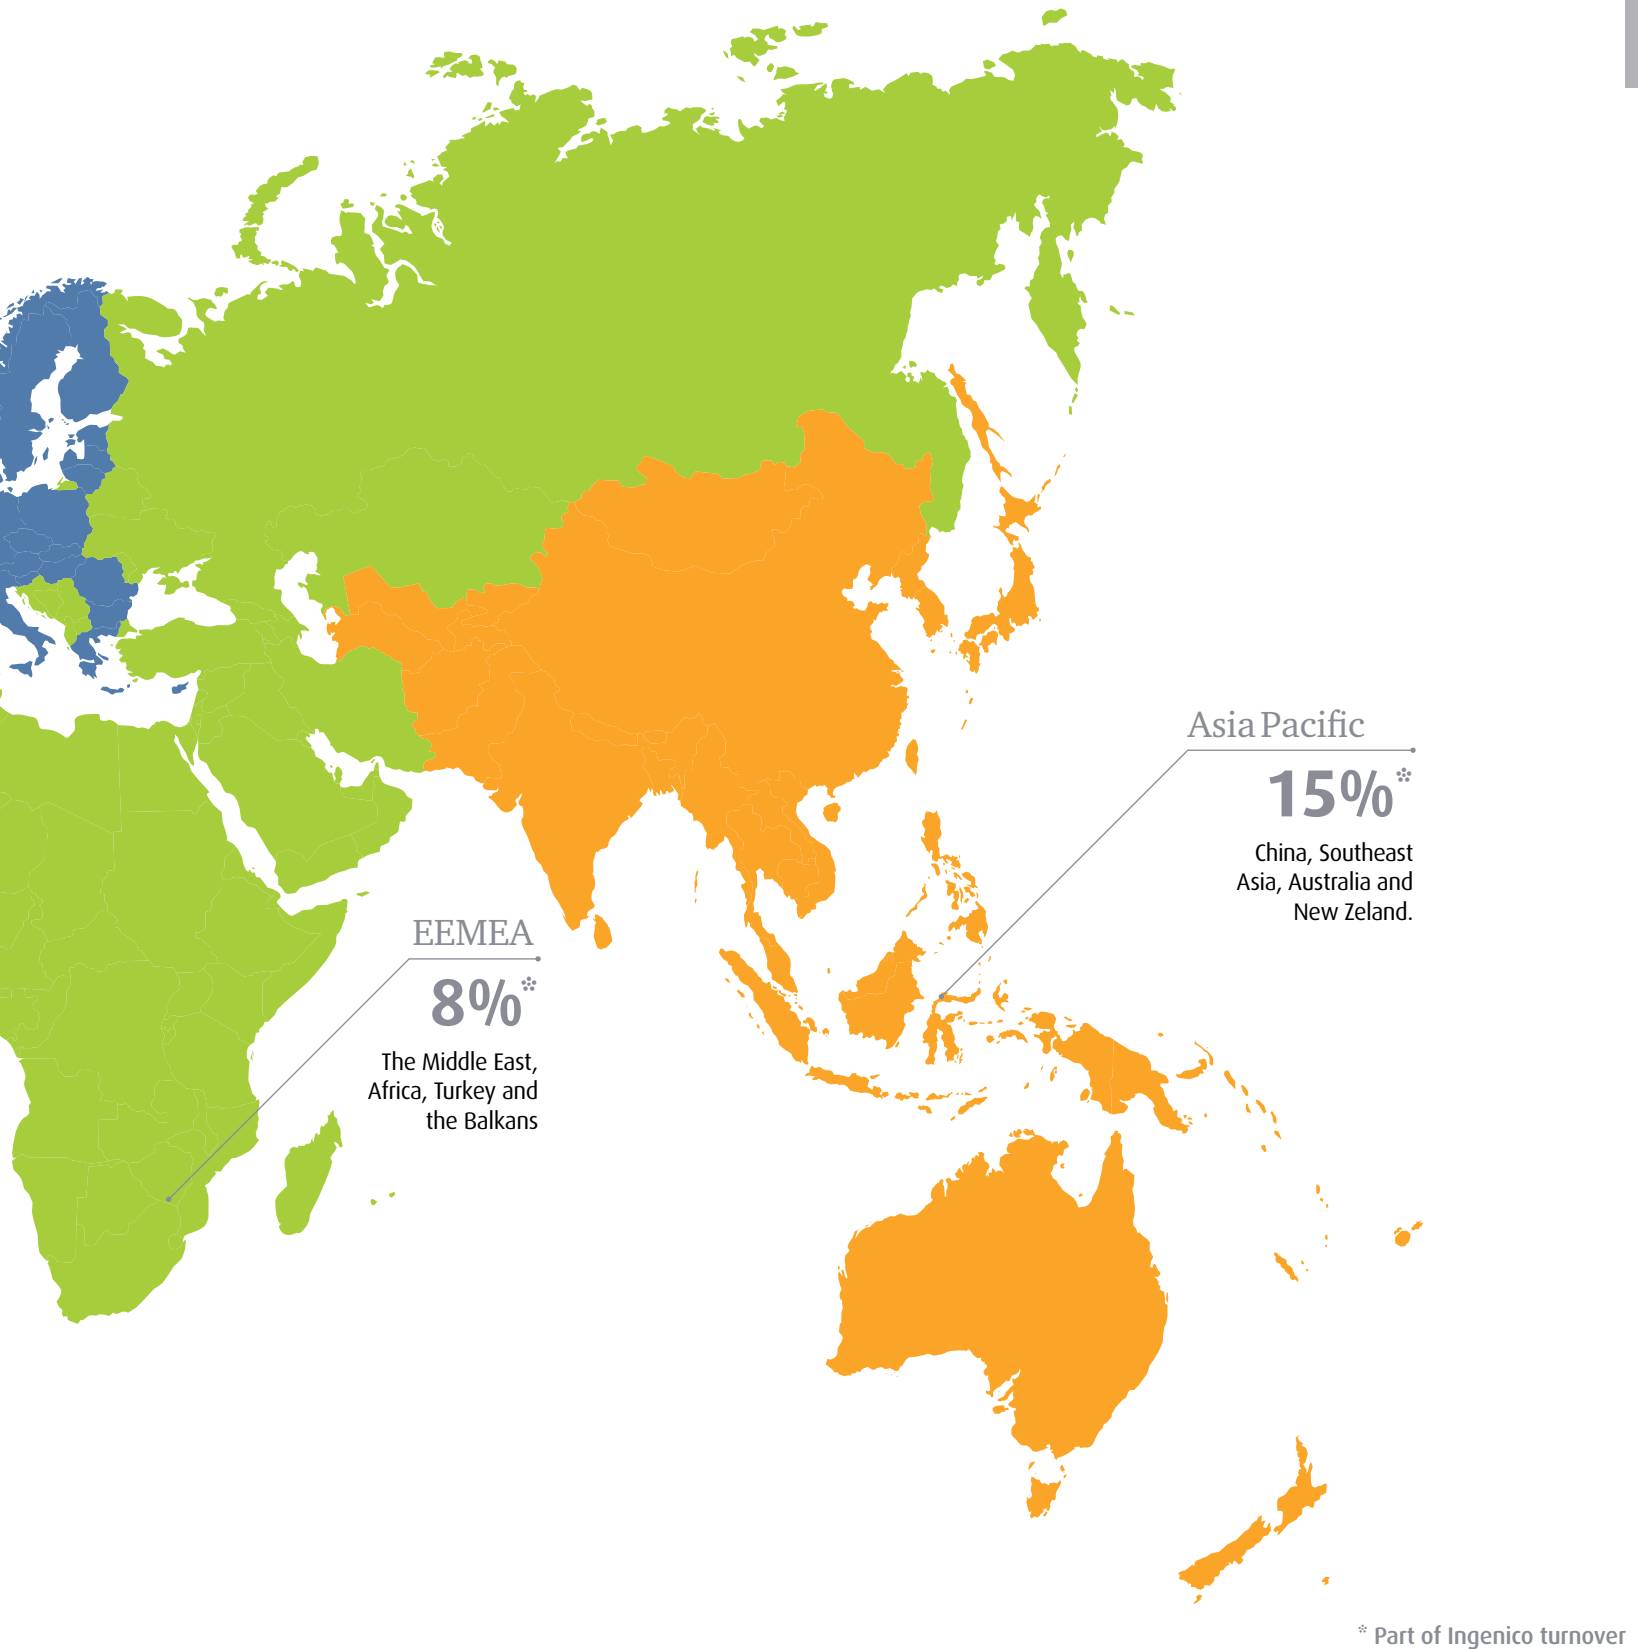 Asia Pacific
15%*
China, Southeast
Asia, Australia and
New Zeland.
EEMEA
8%*
The Middle East,
Africa, Turkey and
the Balkans
* Part of Ingenico turnover